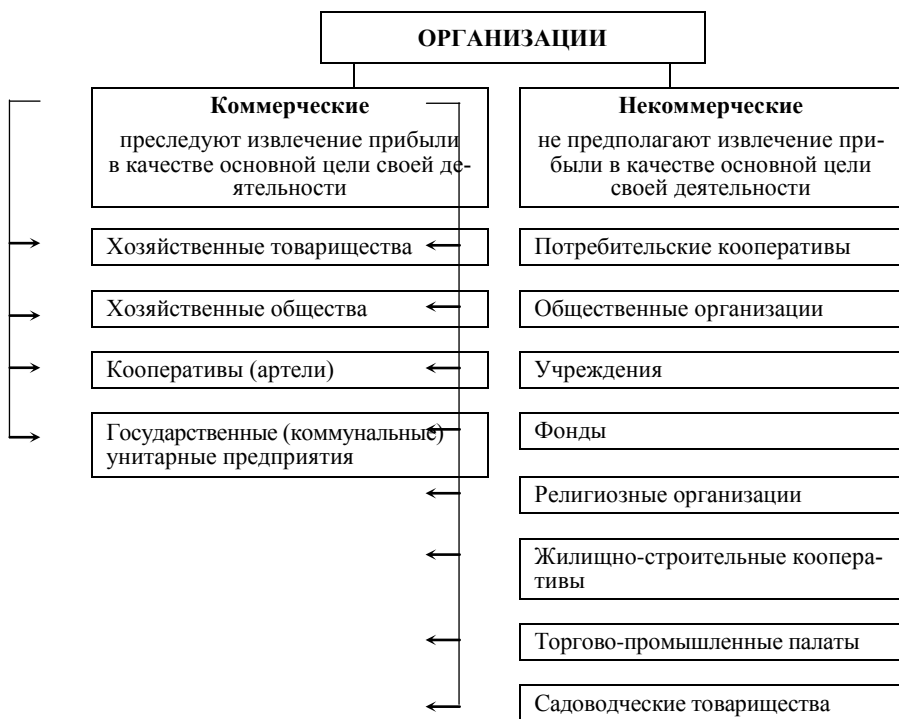 ОРГАНИЗАЦИИ
Коммерческие
преследуют извлечение прибыли
в качестве основной цели своей де-
ятельности
Хозяйственные товарищества
Хозяйственные общества
Кооперативы (артели)
Государственные (коммунальные)
унитарные предприятия
Некоммерческие
не предполагают извлечение при-
были в качестве основной цели
своей деятельности
Потребительские кооперативы
Общественные организации
Учреждения
Фонды
Религиозные организации
Жилищно-строительные коопера-
тивы
Торгово-промышленные палаты
Садоводческие товарищества